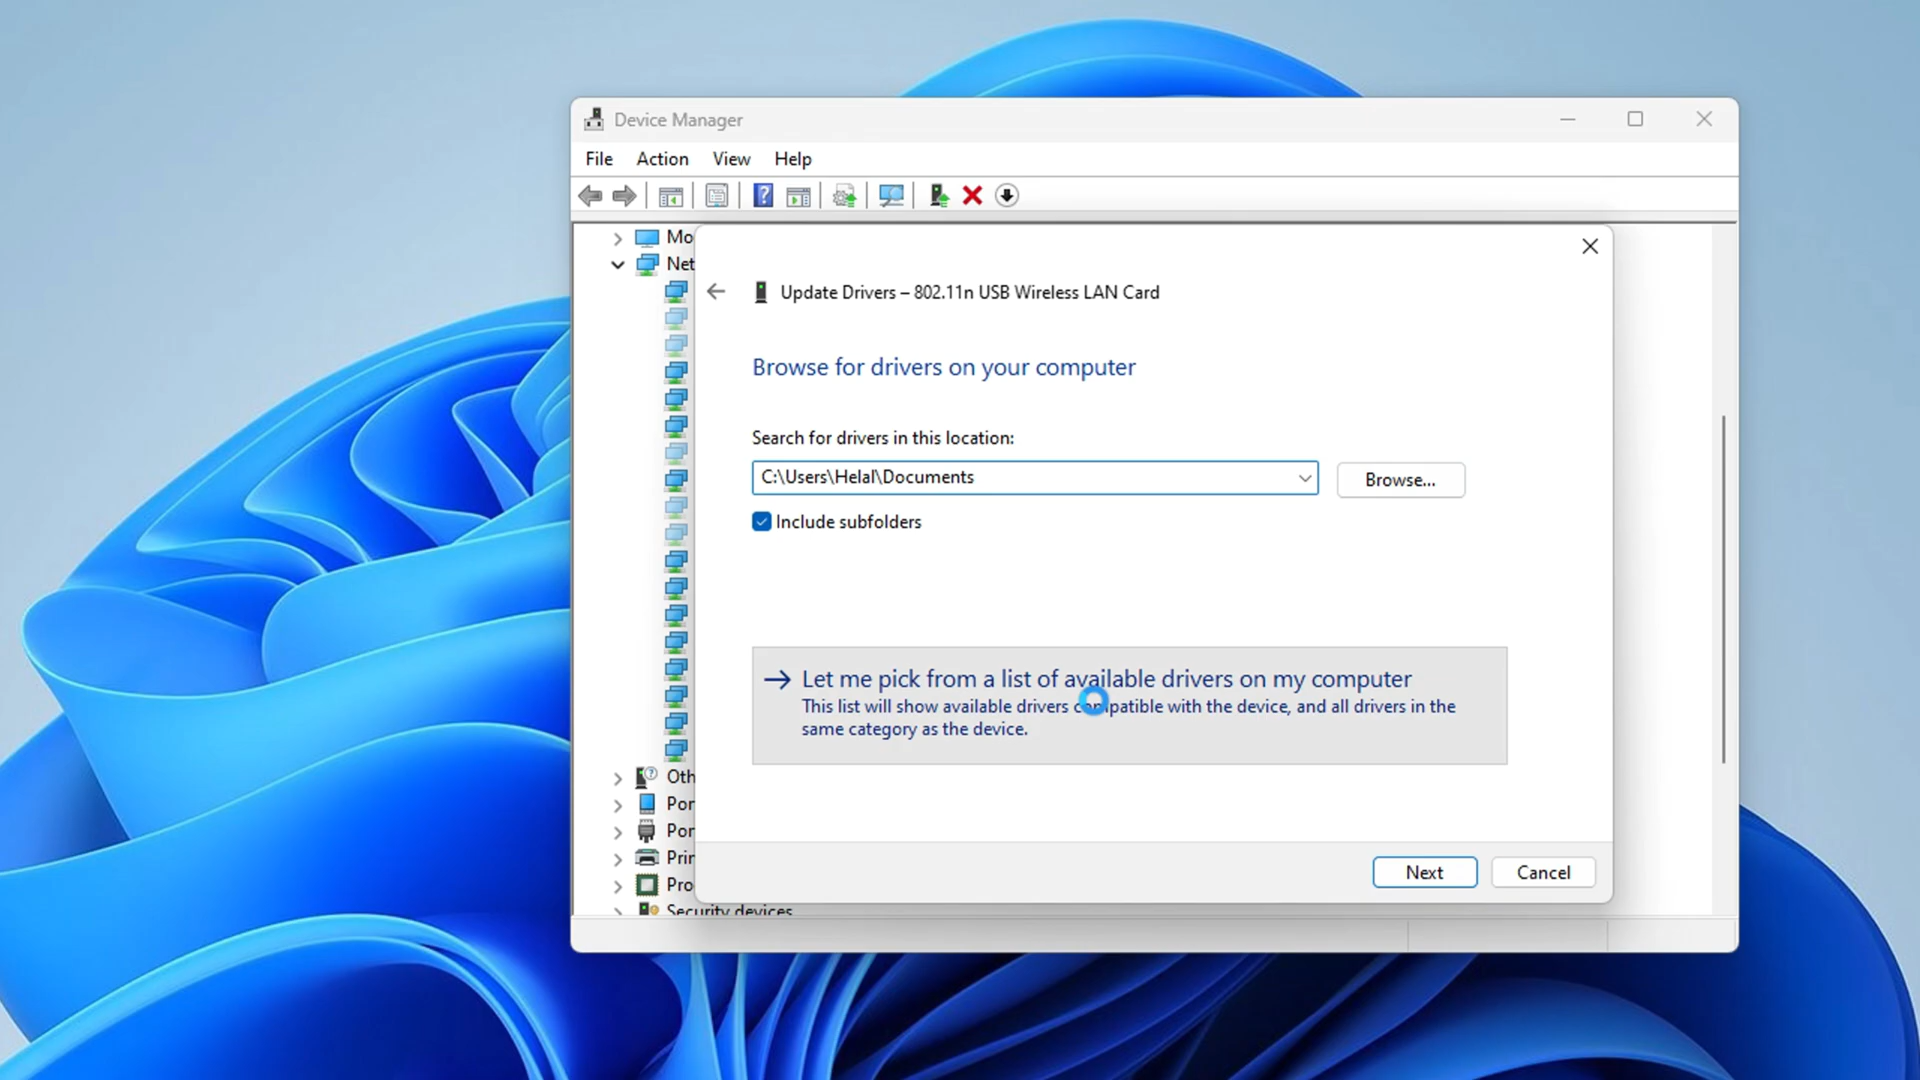 Device Manager
File Action View Help
Mo
Net
Update Drivers – 802.11n USB Wireless LAN Card
Browse for drivers on your computer
Search for drivers in this location:
C:\Users\Helal\Documents
Browse...
Include subfolders
Let me pick from a list of available drivers on my computer
This list will show available drivers compatible with the device, and all drivers in the
same category as the device.
Oth
Por
Por
Prin
Pro
Security devices
Next Cancel